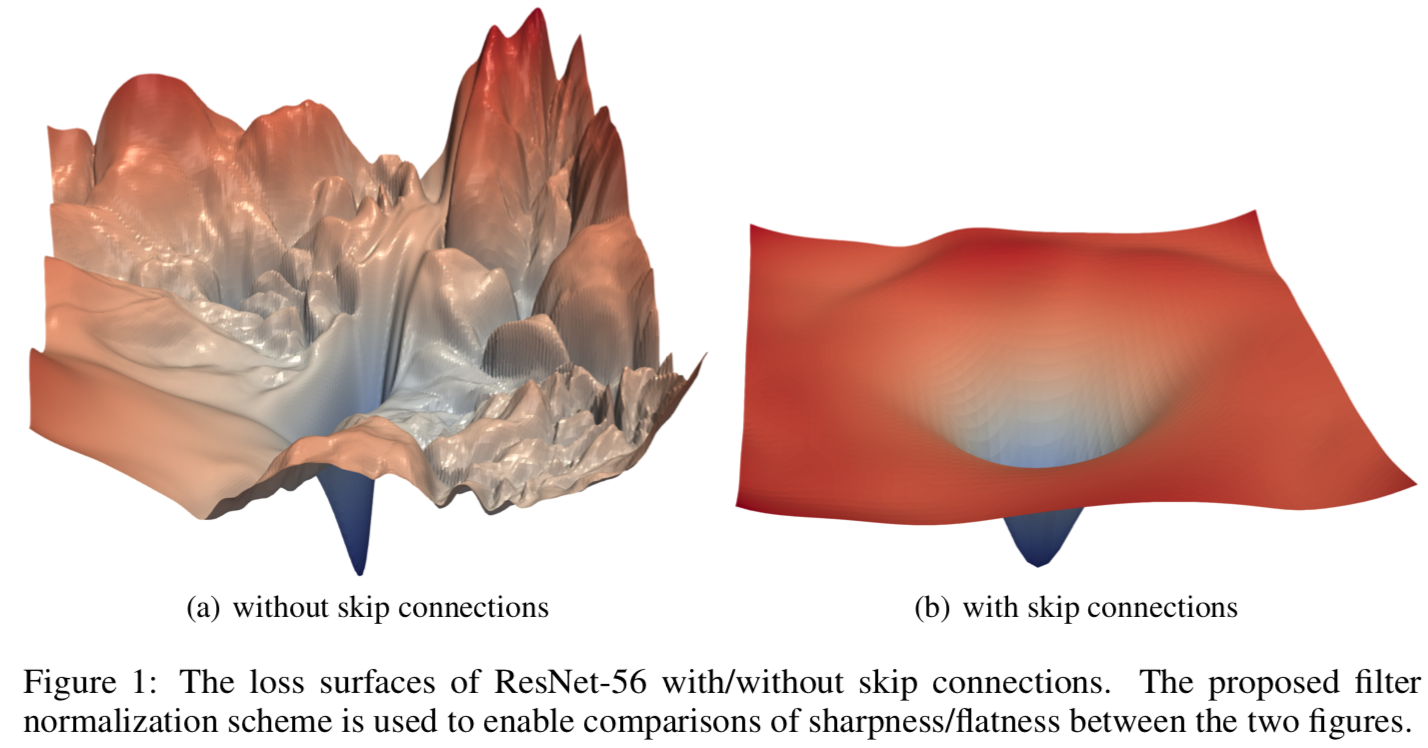 (a) without skip connections
(b) with skip connections
Figure 1: The loss surfaces of ResNet-56 with/without skip connections. The proposed filter
normalization scheme is used to enable comparisons of sharpness/flatness between the two figures.